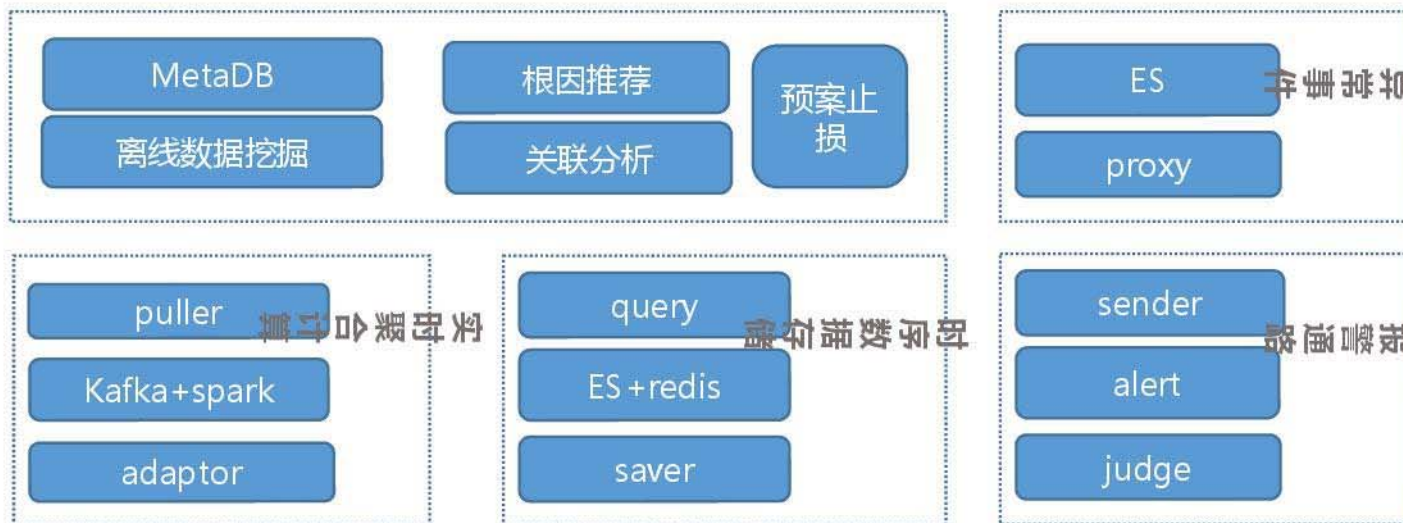 MetaDB
离线数据挖掘
根因推荐
关联分析
预案止
损
ES
proxy
异常事
件
puller
Kafka+spark
adaptor
实时聚合计
算
query
ES+redis
saver
时序数据存
储
sender
alert
judge
报警通
路